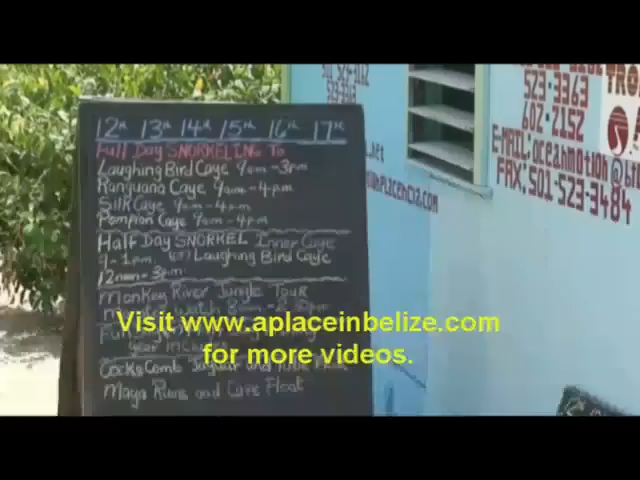 12th 13th 14th 15th 16th 17th
Full Day SNORKELING To
Laughing Bird Caye 9am-3pm
Ranguana Caye 9am-4pm
Silk Caye 9am-4pm
Pompion Caye 9am-4pm
Half Day SNORKEL Inner Caye
9-1pm Laughing Bird Caye
12noon-3pm
Monkey River Jungle Tour
Fun
year
CocksComb Jaguar and Tube
Maya Ruins and Cave Float
Visit www.aplaceinbelize.com
for more videos.
523-3363
602-2152
E-MAIL:oceanmotion@bt
FAX:501-523-3484